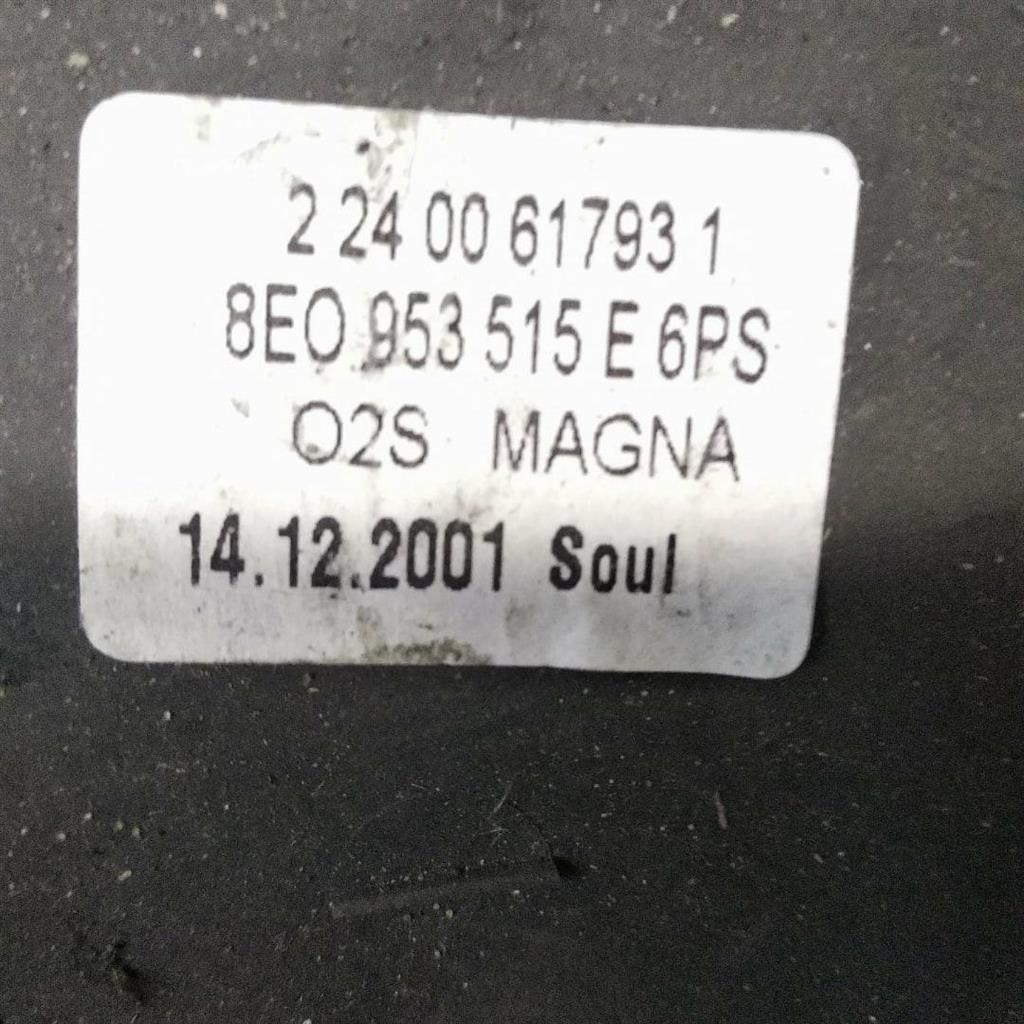 2 24 00 61793 1
8E0 953 515 E 6PS
O2S MAGNA
14.12.2001 Soul